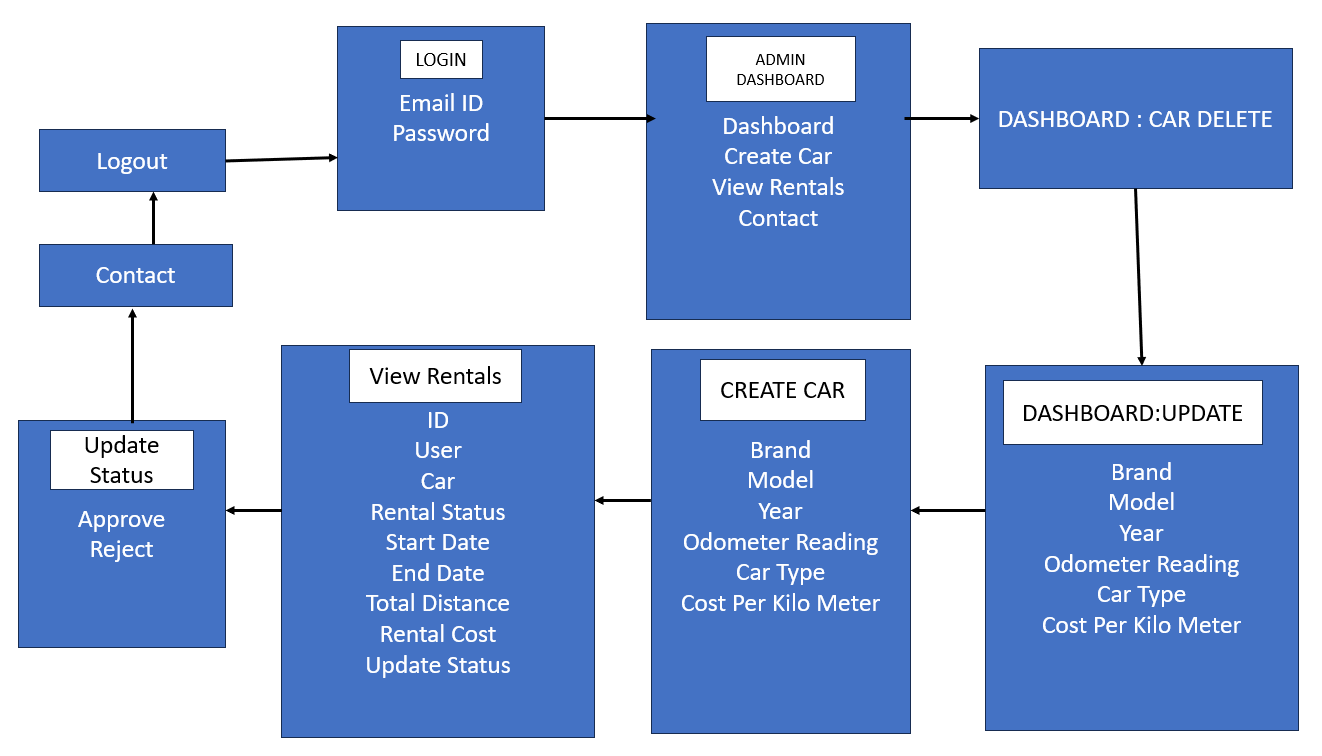 LOGIN
Email ID
Password
ADMIN
DASHBOARD
Dashboard
Create Car
View Rentals
Contact
DASHBOARD : CAR DELETE
Logout
Contact
Update
Status
Approve
Reject
View Rentals
ID
User
Car
Rental Status
Start Date
End Date
Total Distance
Rental Cost
Update Status
CREATE CAR
Brand
Model
Year
Odometer Reading
Car Type
Cost Per Kilo Meter
DASHBOARD:UPDATE
Brand
Model
Year
Odometer Reading
Car Type
Cost Per Kilo Meter